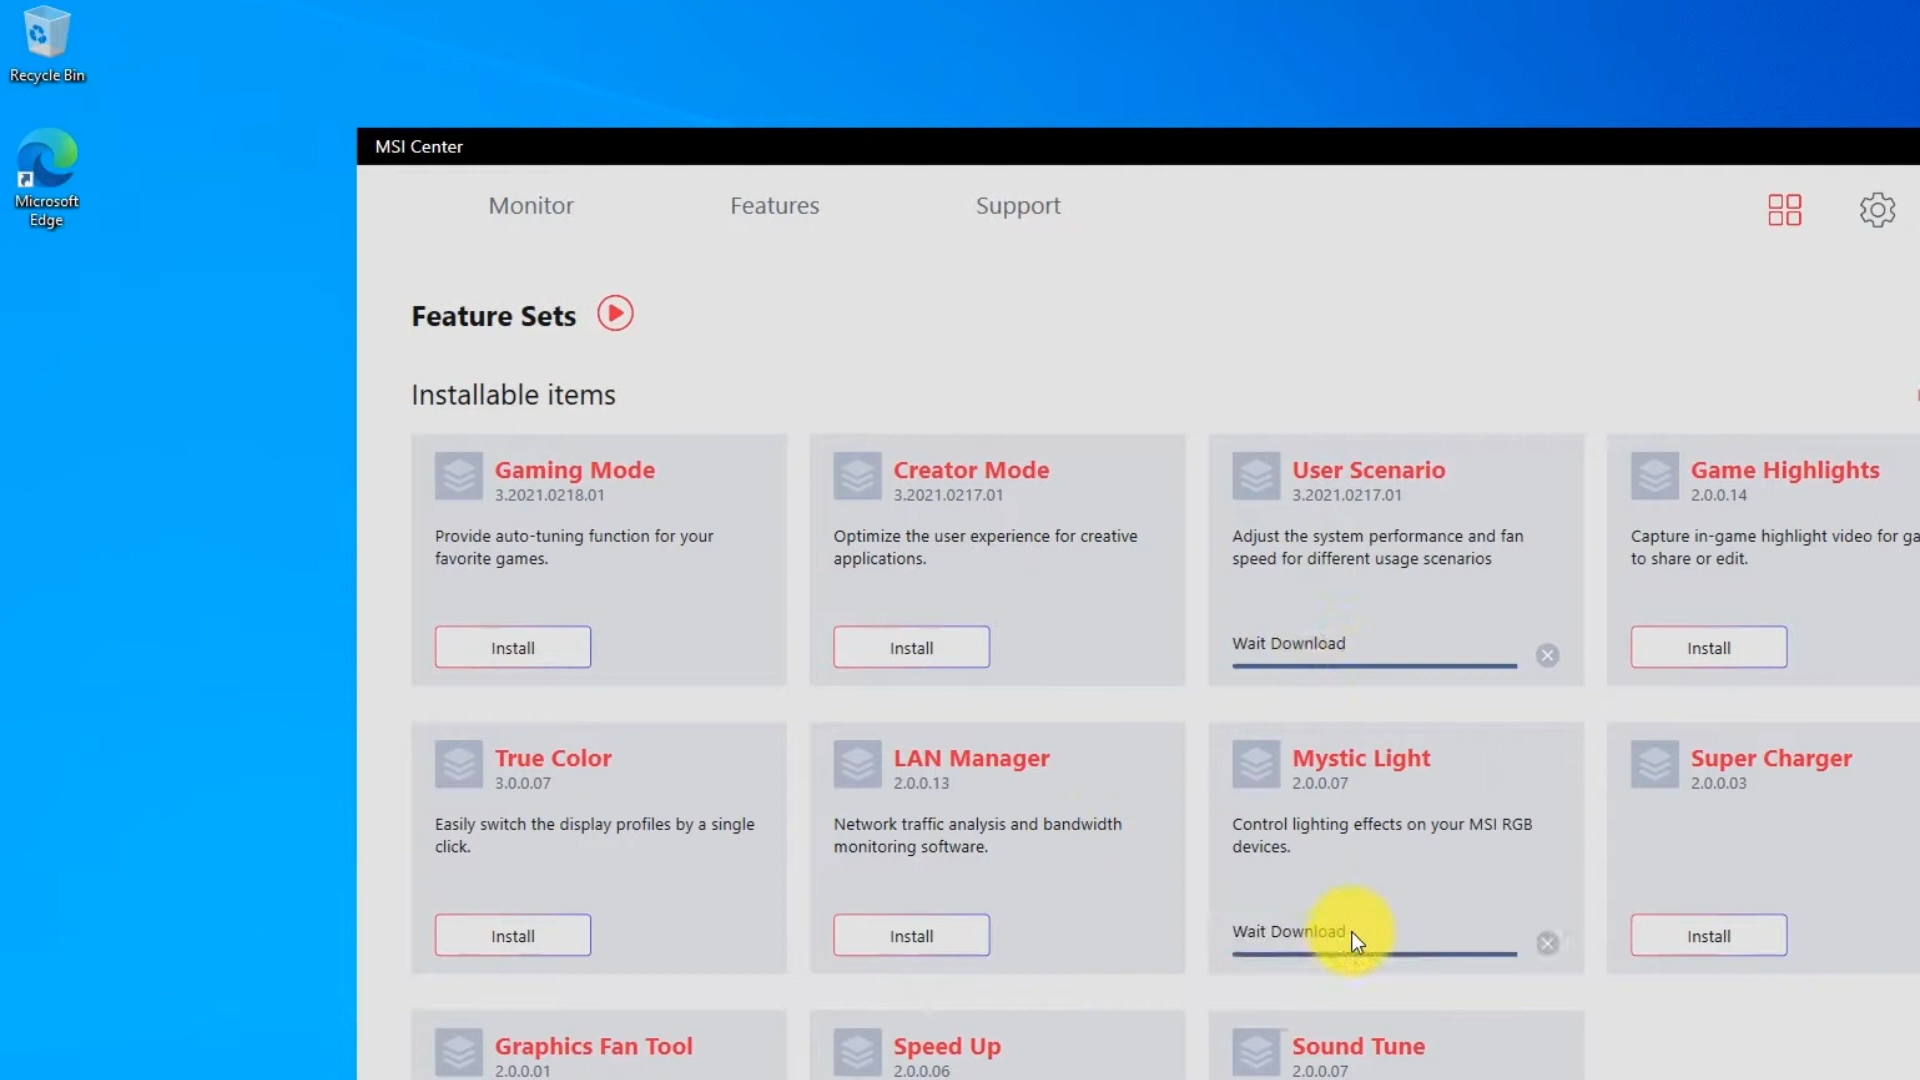 Recycle Bin
Microsoft
Edge
MSI Center
Monitor
Features
Support
Feature Sets
Installable items
Gaming Mode
3.2021.0218.01
Provide auto-tuning function for your
favorite games.
Install
Creator Mode
3.2021.0217.01
Optimize the user experience for creative
applications.
Install
User Scenario
3.2021.0217.01
Adjust the system performance and fan
speed for different usage scenarios
Wait Download
Game Highlights
2.0.0.14
Capture in-game highlight video for
to share or edit.
Install
True Color
3.0.0.07
Easily switch the display profiles by a single
click.
Install
LAN Manager
2.0.0.13
Network traffic analysis and bandwidth
monitoring software.
Install
Mystic Light
2.0.0.07
Control lighting effects on your MSI RGB
devices.
Wait Download
Super Charger
2.0.0.03
Install
Graphics Fan Tool
2.0.0.01
Speed Up
2.0.0.06
Sound Tune
2.0.0.07